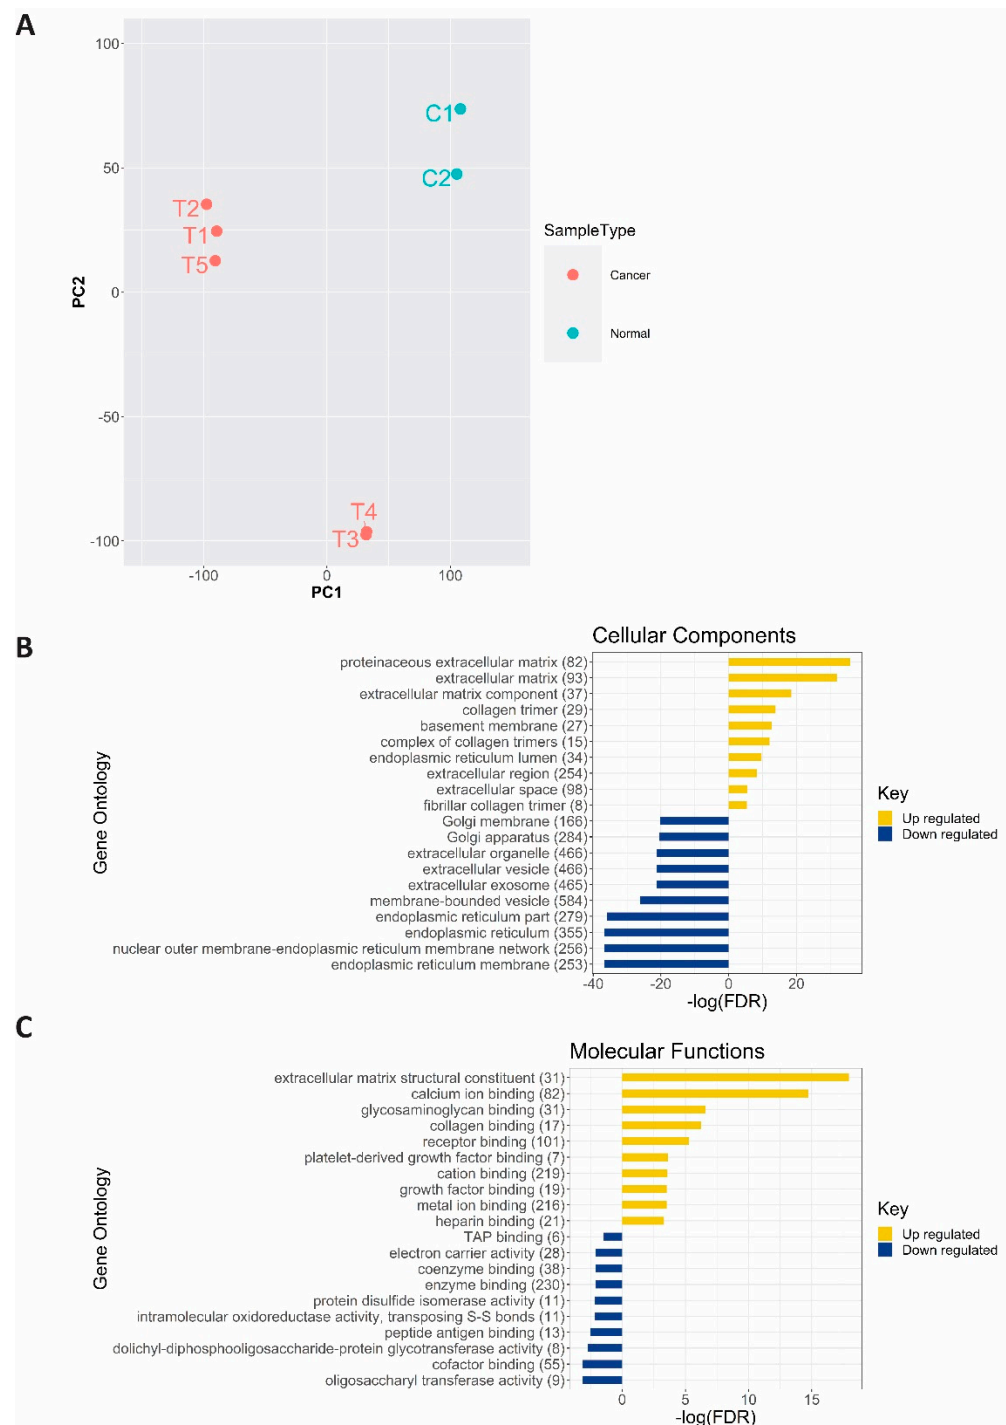 A
100
50
0
-50
-100
PC2
C1
C2
T2
T1
T5
T4
T3
-100
0
100
PC1
SampleType
Cancer
Normal
B
Cellular Components
Gene Ontology
proteinaceous extracellular matrix (82)
extracellular matrix (93)
extracellular matrix component (37)
collagen trimer (29)
basement membrane (27)
complex of collagen trimers (15)
endoplasmic reticulum lumen (34)
extracellular region (254)
extracellular space (98)
fibrillar collagen trimer (8)
Golgi membrane (166)
Golgi apparatus (284)
extracellular organelle (466)
extracellular vesicle (466)
extracellular exosome (465)
membrane-bounded vesicle (584)
endoplasmic reticulum part (279)
endoplasmic reticulum (355)
nuclear outer membrane-endoplasmic reticulum membrane network (256)
endoplasmic reticulum membrane (253)
-40
-20
0
20
-log(FDR)
Key
Up regulated
Down regulated
C
Molecular Functions
Gene Ontology
extracellular matrix structural constituent (31)
calcium ion binding (82)
glycosaminoglycan binding (31)
collagen binding (17)
receptor binding (101)
platelet-derived growth factor binding (7)
cation binding (219)
growth factor binding (19)
metal ion binding (216)
heparin binding (21)
TAP binding (6)
electron carrier activity (28)
coenzyme binding (38)
enzyme binding (230)
protein disulfide isomerase activity (11)
intramolecular oxidoreductase activity, transposing S-S bonds (11)
peptide antigen binding (13)
dolichyl-diphosphooligosaccharide-protein glycotransferase activity (8)
cofactor binding (55)
oligosaccharyl transferase activity (9)
0
5
10
15
-log(FDR)
Key
Up regulated
Down regulated